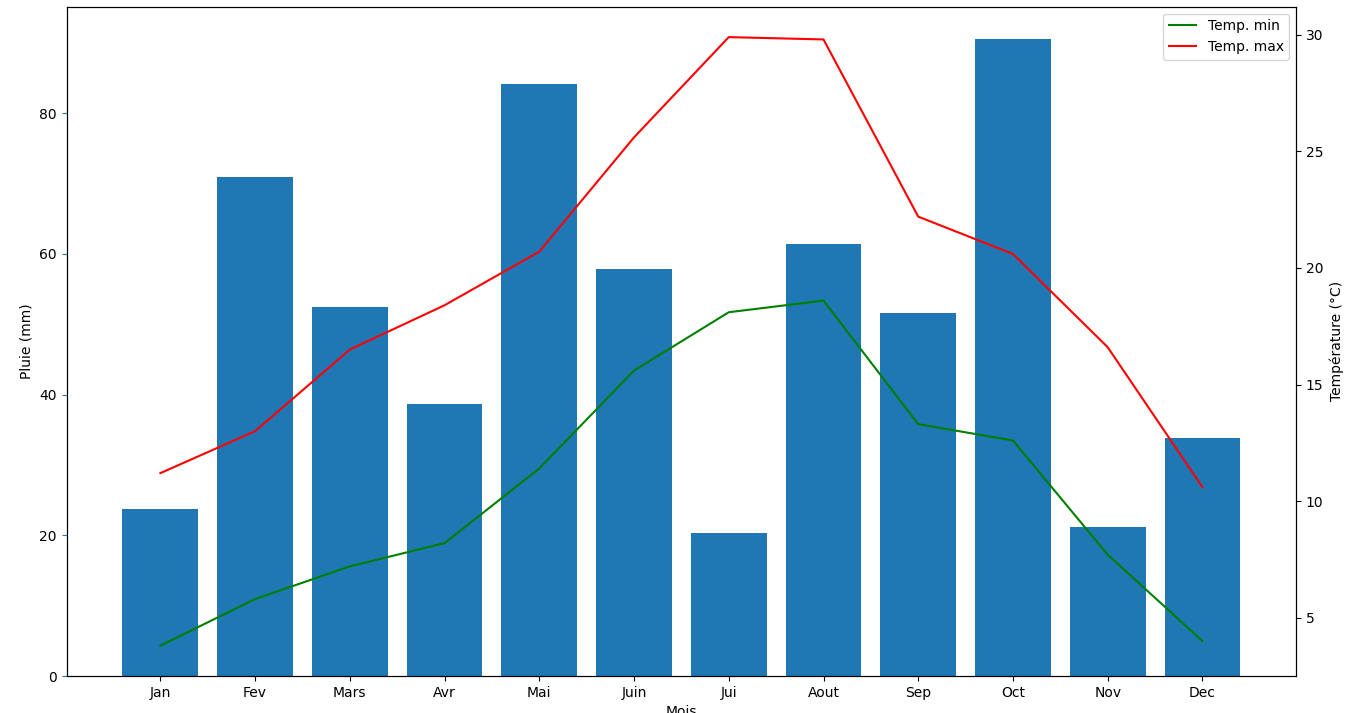 Temp. min
Temp. max
Pluie (mm)
80
60
40
20
0
30
25
20
15
10
5
Température (°C)
Jan Fev Mars Avr Mai Juin Jui Aout Sep Oct Nov Dec
Mois